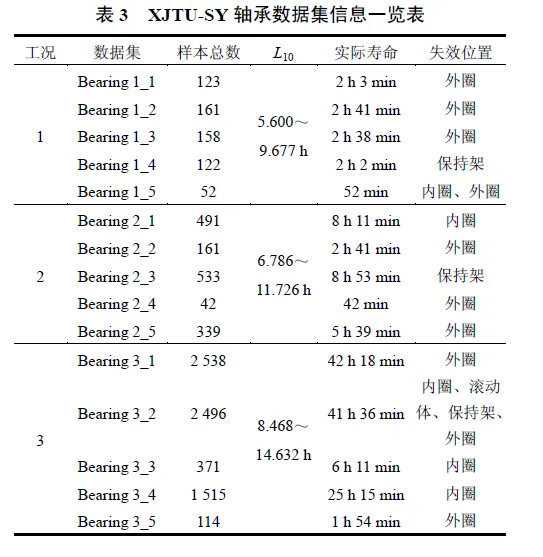 表 3 XJTU-SY 轴承数据集信息一览表
工况 数据集 样本总数 L10 实际寿命 失效位置
Bearing 1_1 123 2 h 3 min 外圈
Bearing 1_2 161 2 h 41 min 外圈
1 Bearing 1_3 158 5.600～9.677 h 2 h 38 min 外圈
Bearing 1_4 122 2 h 2 min 保持架
Bearing 1_5 52 52 min 内圈、外圈
Bearing 2_1 491 8 h 11 min 内圈
Bearing 2_2 161 2 h 41 min 外圈
2 Bearing 2_3 533 6.786～11.726 h 8 h 53 min 保持架
Bearing 2_4 42 42 min 外圈
Bearing 2_5 339 5 h 39 min 外圈
Bearing 3_1 2 538 42 h 18 min 外圈
内圈、滚动
Bearing 3_2 2 496 41 h 36 min 体、保持架、
外圈
3 8.468～14.632 h
Bearing 3_3 371 6 h 11 min 内圈
Bearing 3_4 1 515 25 h 15 min 内圈
Bearing 3_5 114 1 h 54 min 外圈